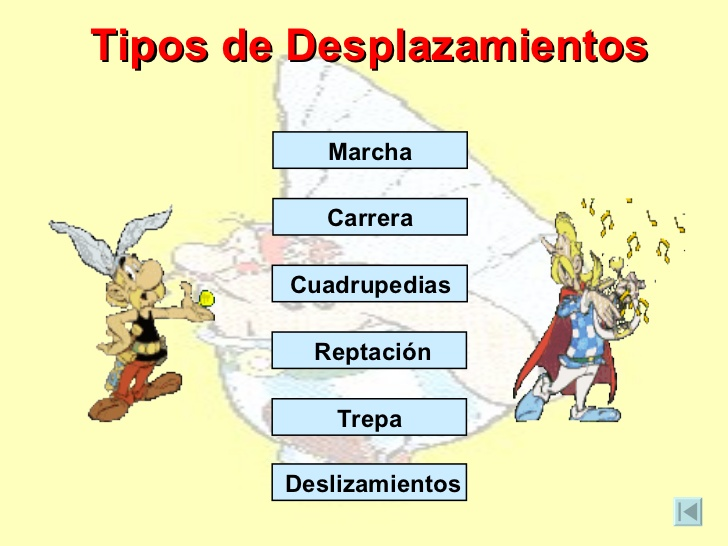 Tipos de Desplazamientos
Marcha
Carrera
Cuadrupedias
Reptación
Trepa
Deslizamientos